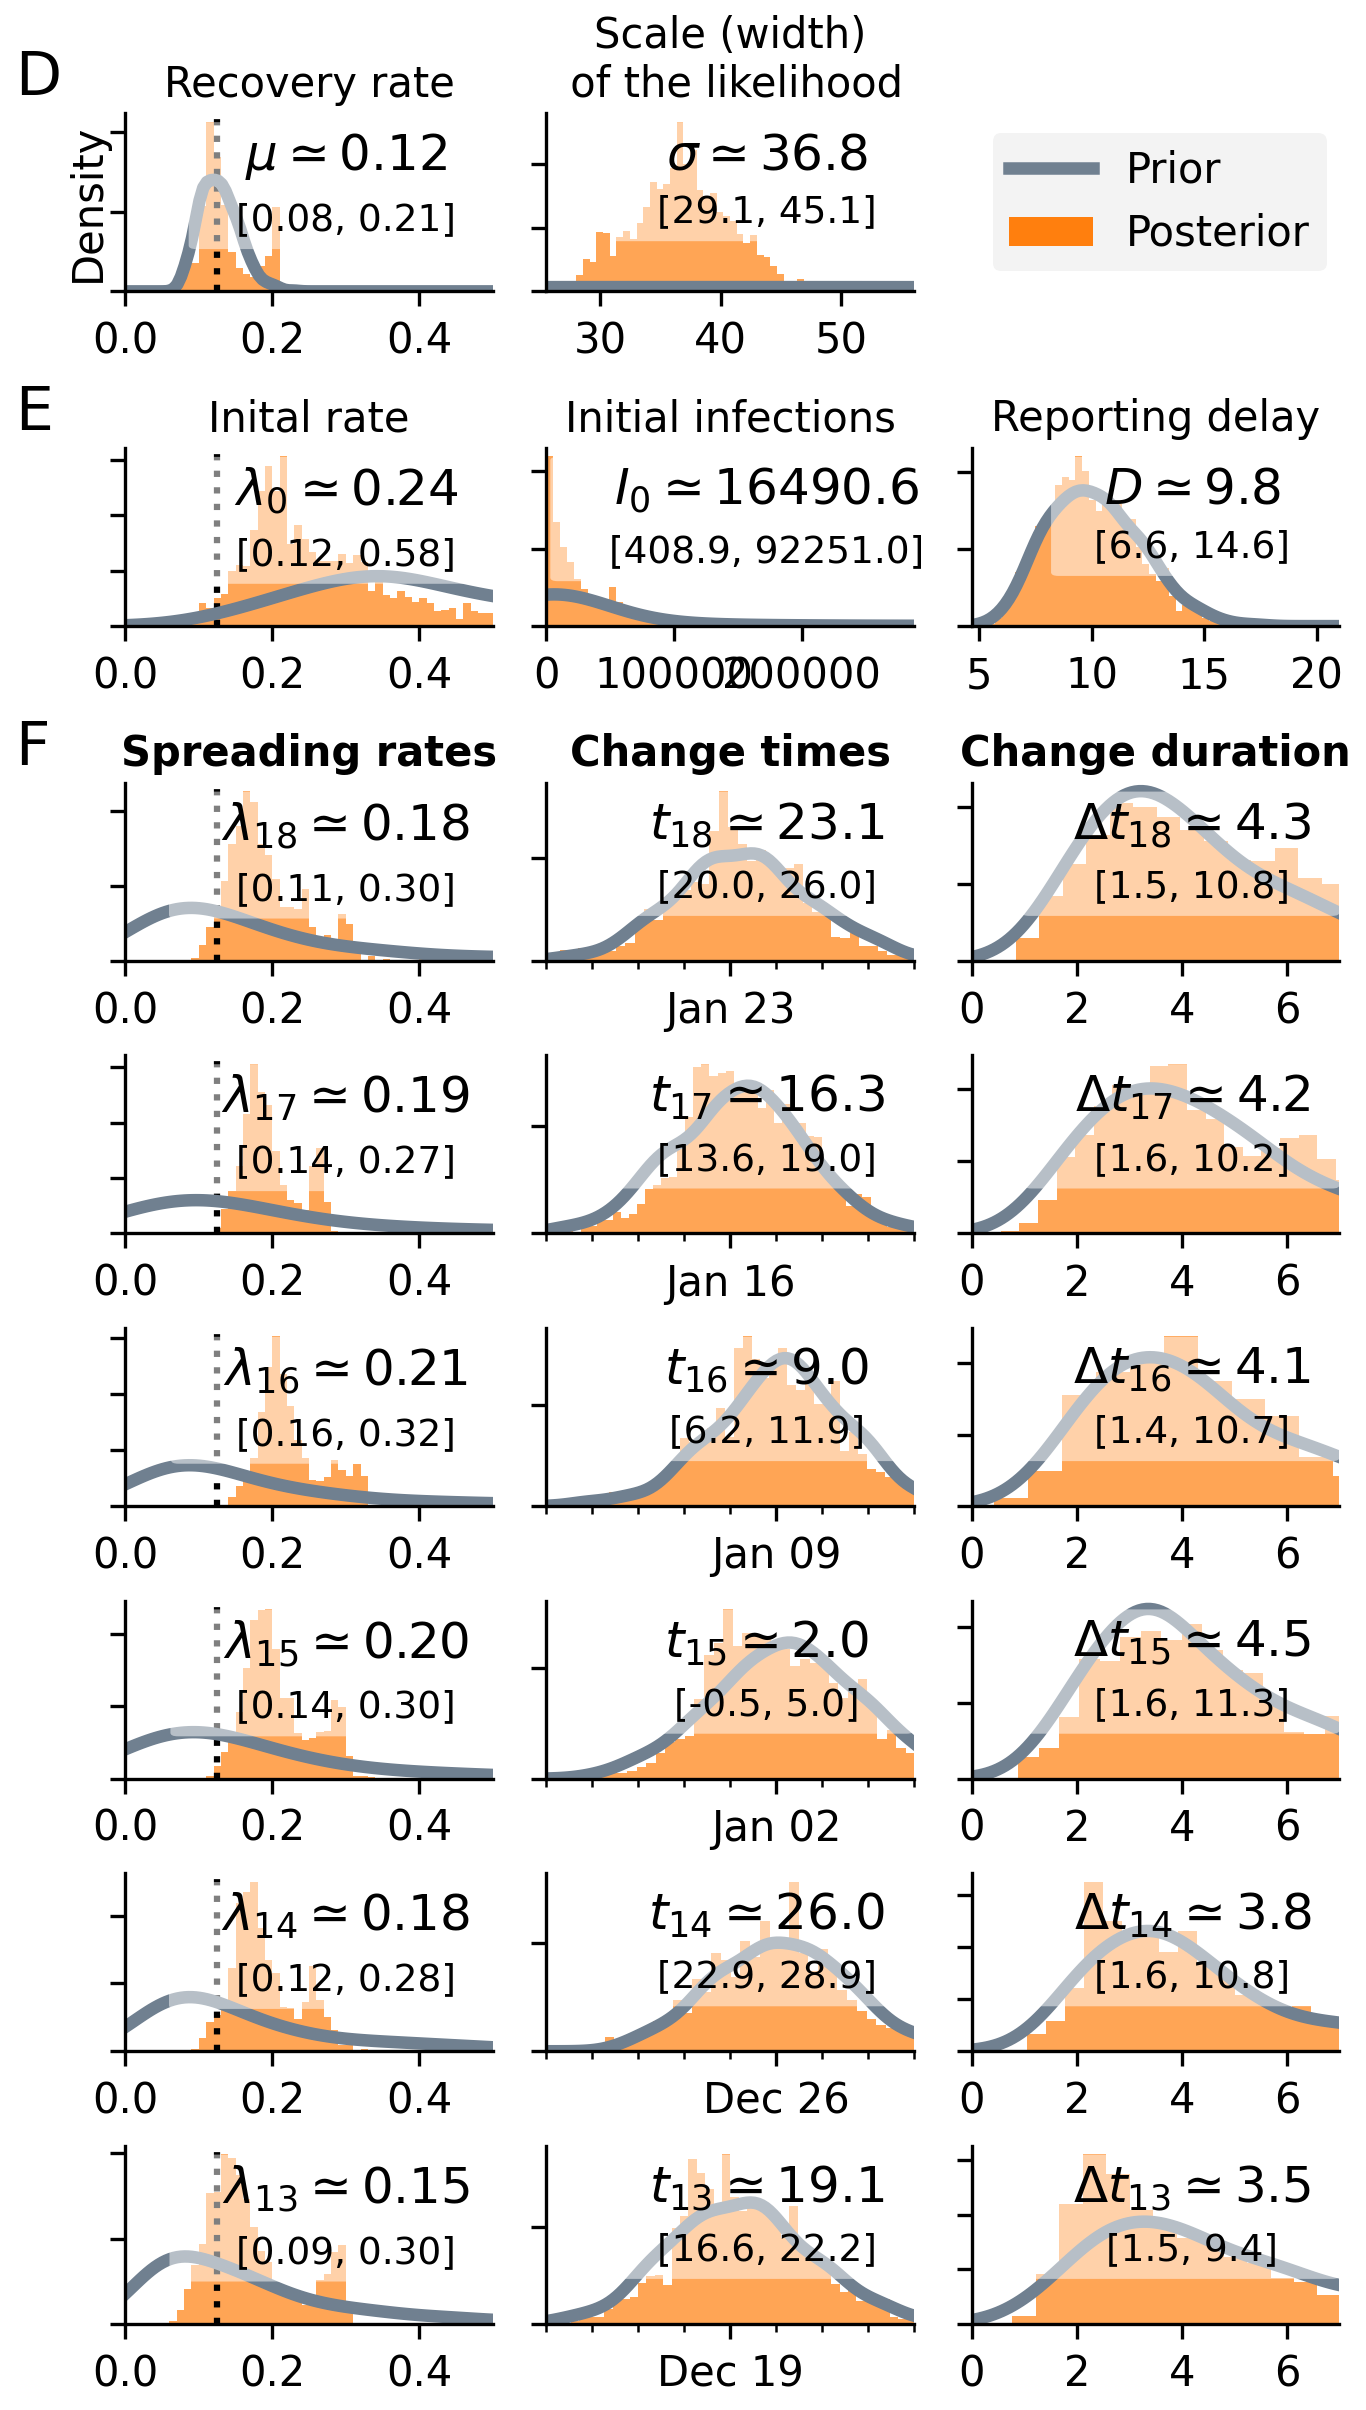 D
Recovery rate
Scale (width)
of the likelihood
Density
μ ≃ 0.12
[0.08, 0.21]
0.0 0.2 0.4
σ ≃ 36.8
[29.1, 45.1]
30 40 50
Prior
Posterior
E
Inital rate
λ0 ≃ 0.24
[0.12, 0.58]
0.0 0.2 0.4
Initial infections
I0 ≃ 16490.6
[408.9, 92251.0]
0 100000 200000
Reporting delay
D ≃ 9.8
[6.6, 14.6]
5 10 15 20
F
Spreading rates
Change times
Change duration
λ18 ≃ 0.18
[0.11, 0.30]
0.0 0.2 0.4
t18 ≃ 23.1
[20.0, 26.0]
Jan 23
Δt18 ≃ 4.3
[1.5, 10.8]
0 2 4 6
λ17 ≃ 0.19
[0.14, 0.27]
0.0 0.2 0.4
t17 ≃ 16.3
[13.6, 19.0]
Jan 16
Δt17 ≃ 4.2
[1.6, 10.2]
0 2 4 6
λ16 ≃ 0.21
[0.16, 0.32]
0.0 0.2 0.4
t16 ≃ 9.0
[6.2, 11.9]
Jan 09
Δt16 ≃ 4.1
[1.4, 10.7]
0 2 4 6
λ15 ≃ 0.20
[0.14, 0.30]
0.0 0.2 0.4
t15 ≃ 2.0
[-0.5, 5.0]
Jan 02
Δt15 ≃ 4.5
[1.6, 11.3]
0 2 4 6
λ14 ≃ 0.18
[0.12, 0.28]
0.0 0.2 0.4
t14 ≃ 26.0
[22.9, 28.9]
Dec 26
Δt14 ≃ 3.8
[1.6, 10.8]
0 2 4 6
λ13 ≃ 0.15
[0.09, 0.30]
0.0 0.2 0.4
t13 ≃ 19.1
[16.6, 22.2]
Dec 19
Δt13 ≃ 3.5
[1.5, 9.4]
0 2 4 6